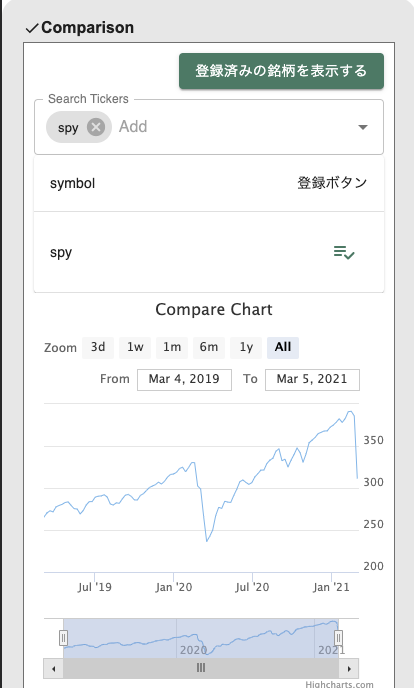 Comparison
登録済みの銘柄を表示する
Search Tickers
spy Add
symbol 登録ボタン
spy
Compare Chart
Zoom 3d 1w 1m 6m 1y All
From Mar 4, 2019 To Mar 5, 2021
350
300
250
200
Jul '19 Jan '20 Jul '20 Jan '21
2020 2021
Highcharts.com